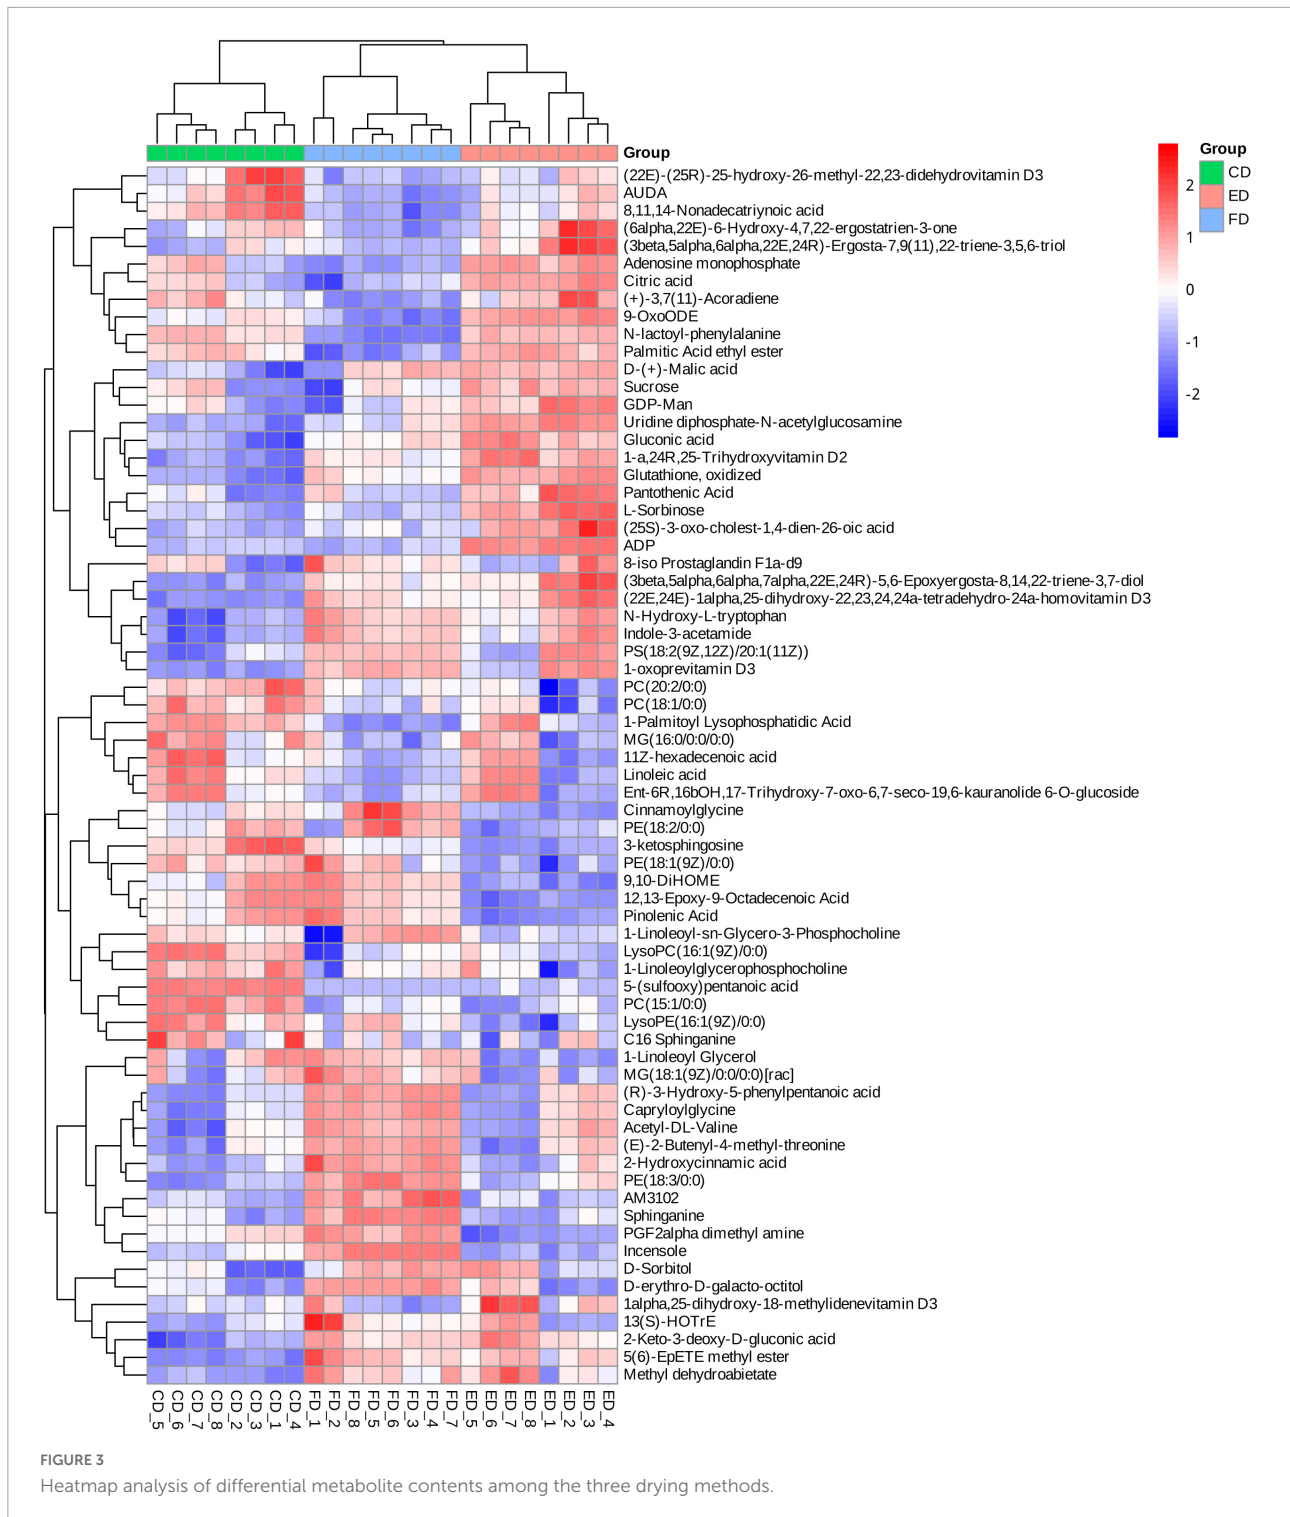 Group
(22E)-(25R)-25-hydroxy-26-methyl-22,23-didehydrovitamin D3
AUDA
8,11,14-Nonadecatriynoic acid
(6alpha,22E)-6-Hydroxy-4,7,22-ergostatrien-3-one
(3beta,5alpha,6alpha,22E,24R)-Ergosta-7,9(11),22-triene-3,5,6-triol
Adenosine monophosphate
Citric acid
(+)-3,7(11)-Acoradiene
9-OxoODE
N-lactoyl-phenylalanine
Palmitic Acid ethyl ester
D-(+)-Malic acid
Sucrose
GDP-Man
Uridine diphosphate-N-acetylglucosamine
Gluconic acid
1-a,24R,25-Trihydroxyvitamin D2
Glutathione, oxidized
Pantothenic Acid
L-Sorbinose
(25S)-3-oxo-cholest-1,4-dien-26-oic acid
ADP
8-iso Prostaglandin F1a-d9
(3beta,5alpha,6alpha,7alpha,22E,24R)-5,6-Epoxyergosta-8,14,22-triene-3,7-diol
(22E,24E)-1alpha,25-dihydroxy-22,23,24,24a-tetradehydro-24a-homovitamin D3
N-Hydroxy-L-tryptophan
Indole-3-acetamide
PS(18:2(9Z,12Z)/20:1(11Z))
1-oxoprevitamin D3
PC(20:2/0:0)
PC(18:1/0:0)
1-Palmitoyl Lysophosphatidic Acid
MG(16:0/0:0/0:0)
11Z-hexadecenoic acid
Linoleic acid
Ent-6R,16bOH,17-Trihydroxy-7-oxo-6,7-seco-19,6-kauranolide 6-O-glucoside
Cinnamoylglycine
PE(18:2/0:0)
3-ketosphingosine
PE(18:1(9Z)/0:0)
9,10-DiHOME
12,13-Epoxy-9-Octadecenoic Acid
Pinolenic Acid
1-Linoleoyl-sn-Glycero-3-Phosphocholine
LysoPC(16:1(9Z)/0:0)
1-Linoleoylglycerophosphocholine
5-(sulfooxy)pentanoic acid
PC(15:1/0:0)
LysoPE(16:1(9Z)/0:0)
C16 Sphinganine
1-Linoleoyl Glycerol
MG(18:1(9Z)/0:0/0:0)[rac]
(R)-3-Hydroxy-5-phenylpentanoic acid
Capryloylglycine
Acetyl-DL-Valine
(E)-2-Butenyl-4-methyl-threonine
2-Hydroxycinnamic acid
PE(18:3/0:0)
AM3102
Sphinganine
PGF2alpha dimethyl amine
Incensole
D-Sorbitol
D-erythro-D-galacto-octitol
1alpha,25-dihydroxy-18-methylidenevitamin D3
13(S)-HOTrE
2-Keto-3-deoxy-D-gluconic acid
5(6)-EpETE methyl ester
Methyl dehydroabietate
2
1
0
-1
-2
Group
CD
ED
FD
CD_5
CD_6
CD_7
CD_8
CD_2
CD_3
CD_1
CD_4
FD_1
FD_2
FD_8
FD_5
FD_6
FD_3
FD_4
FD_7
ED_5
ED_6
ED_7
ED_8
ED_1
ED_2
ED_3
ED_4
FIGURE 3
Heatmap analysis of differential metabolite contents among the three drying methods.